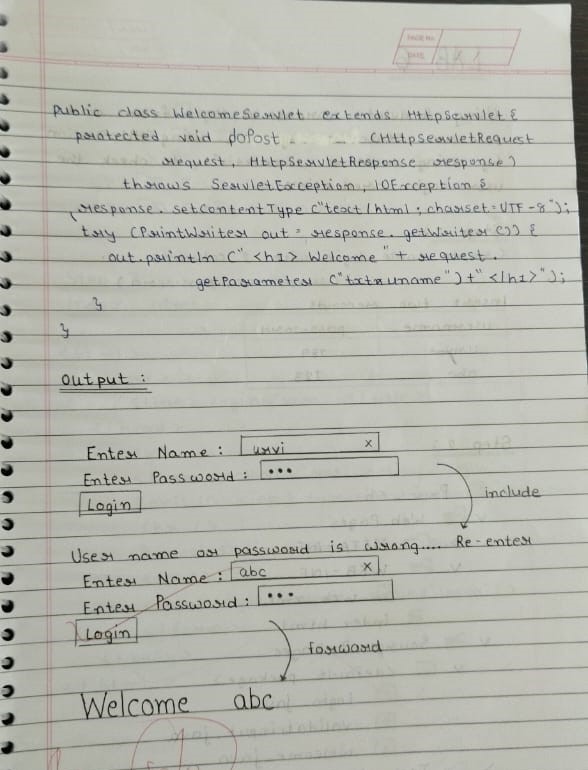 PAGE NO.
DATE
public class WelcomeServlet extends HttpServlet {
protected void doPost - - (HttpServletRequest
request, HttpServletResponse response)
throws ServletException, IOException {
response. setContentType ("text/html ; charset = UTF-8");
try (PrintWriter out = response. getWriter ()) {
out.println (" <h1> Welcome " + request.
getParameter ("txtuname") + " </h1>");
}
}
output :
Enter Name : urvi x
Enter Password : •••
Login
include
User name or password is wrong.... Re-enter
Enter Name : abc x
Enter Password : •••
Login
forward
Welcome abc